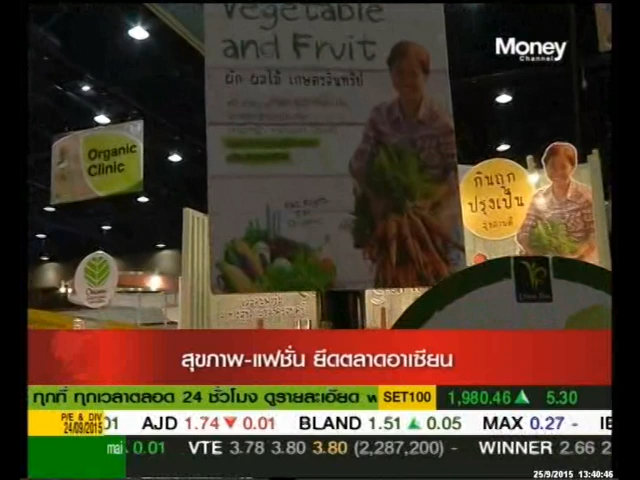 Vegetable
and Fruit
ผัก ผลไม้ เกษตรอินทรีย์
Money
Channel
Organic
Clinic
กินถูก
ปรุงเป็น
สุขภาพ-แฟชั่น ยึดตลาดอาเซียน
ทุกที่ ทุกเวลาตลอด 24 ชั่วโมง ดูรายละเอียด w SET100 1,980.46 ▲ 5.30
P/E & DIV
24/09/2015
01 AJD 1.74 ▼ 0.01 BLAND 1.51 ▲ 0.05 MAX 0.27 - IE
mai 0.01 VTE 3.78 3.80 3.80 (2,287,200) - WINNER 2.66 2
25/9/2015 13:40:46